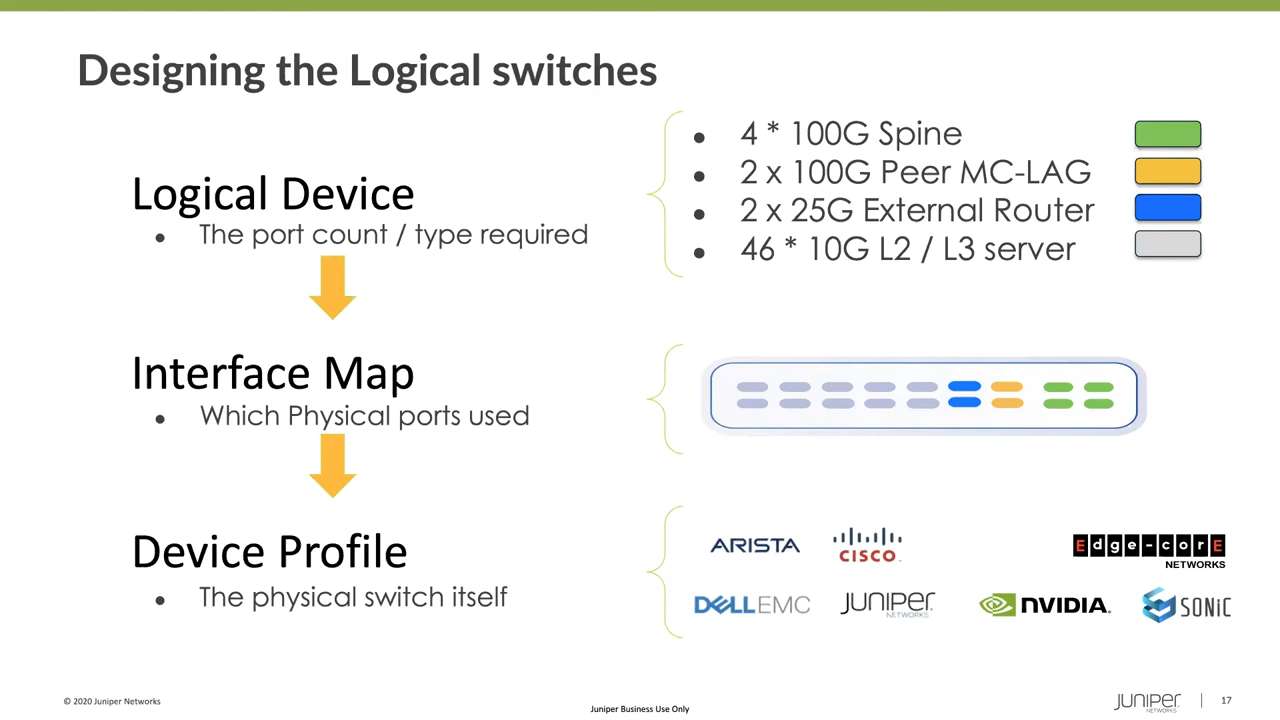 Designing the Logical switches
Logical Device
● The port count / type required
● 4 * 100G Spine
● 2 x 100G Peer MC-LAG
● 2 x 25G External Router
● 46 * 10G L2 / L3 server
Interface Map
● Which Physical ports used
Device Profile
● The physical switch itself
ARISTA
CISCO
Edge-corE
NETWORKS
DELLEMC
JUNIPER
NETWORKS
NVIDIA.
SONiC
© 2020 Juniper Networks
Juniper Business Use Only
JUNIPER
NETWORKS
17